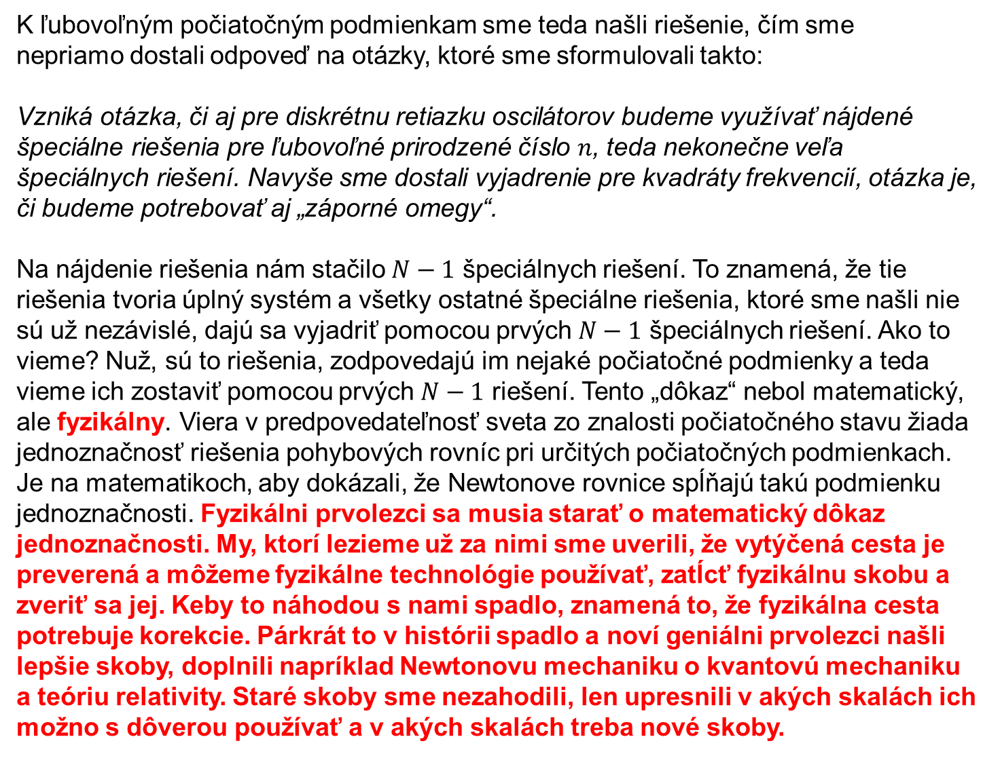 K ľubovoľným počiatočným podmienkam sme teda našli riešenie, čím sme
nepriamo dostali odpoveď na otázky, ktoré sme sformulovali takto:
Vzniká otázka, či aj pre diskrétnu retiazku oscilátorov budeme využívať nájdené
špeciálne riešenia pre ľubovoľné prirodzené číslo n, teda nekonečne veľa
špeciálnych riešení. Navyše sme dostali vyjadrenie pre kvadráty frekvencií, otázka je,
či budeme potrebovať aj „záporné omegy“.
Na nájdenie riešenia nám stačilo N − 1 špeciálnych riešení. To znamená, že tie
riešenia tvoria úplný systém a všetky ostatné špeciálne riešenia, ktoré sme našli nie
sú už nezávislé, dajú sa vyjadriť pomocou prvých N − 1 špeciálnych riešení. Ako to
vieme? Nuž, sú to riešenia, zodpovedajú im nejaké počiatočné podmienky a teda
vieme ich zostaviť pomocou prvých N − 1 riešení. Tento „dôkaz“ nebol matematický,
ale fyzikálny. Viera v predpovedateľnosť sveta zo znalosti počiatočného stavu žiada
jednoznačnosť riešenia pohybových rovníc pri určitých počiatočných podmienkach.
Je na matematikoch, aby dokázali, že Newtonove rovnice spĺňajú takú podmienku
jednoznačnosti. Fyzikálni prvolezci sa musia starať o matematický dôkaz
jednoznačnosti. My, ktorí lezieme už za nimi sme uverili, že vytýčená cesta je
preverená a môžeme fyzikálne technológie používať, zatĺcť fyzikálnu skobu a
zveriť sa jej. Keby to náhodou s nami spadlo, znamená to, že fyzikálna cesta
potrebuje korekcie. Párkrát to v histórii spadlo a noví geniálni prvolezci našli
lepšie skoby, doplnili napríklad Newtonovu mechaniku o kvantovú mechaniku
a teóriu relativity. Staré skoby sme nezahodili, len upresnili v akých skalách ich
možno s dôverou používať a v akých skalách treba nové skoby.